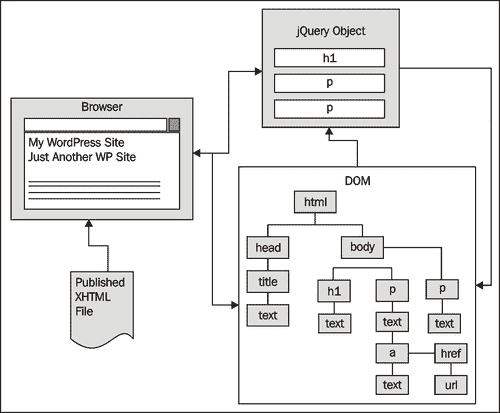 jQuery Object
h1
p
p
Browser
My WordPress Site
Just Another WP Site
Published
XHTML
File
DOM
html
head
body
title
h1
p
p
text
text
text
text
a
href
text
url